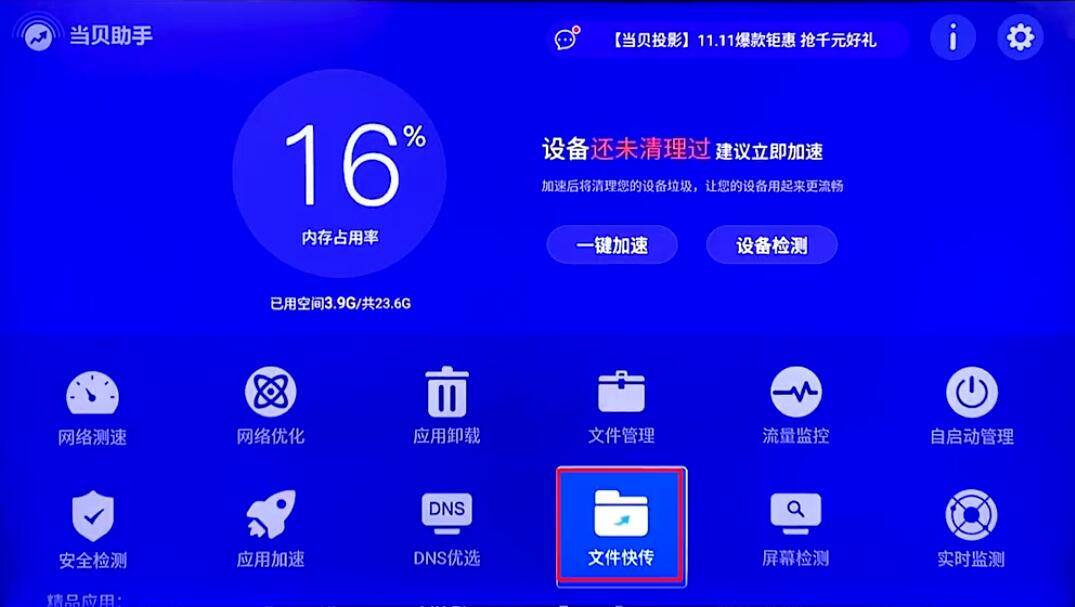 当贝助手
【当贝投影】11.11爆款钜惠 抢千元好礼
16%
内存占用率
已用空间3.9G/共23.6G
设备还未清理过 建议立即加速
加速后将清理您的设备垃圾，让您的设备用起来更流畅
一键加速 设备检测
网络测速 网络优化 应用卸载 文件管理 流量监控 自启动管理
DNS
安全检测 应用加速 DNS优选 文件快传 屏幕检测 实时监测
精品应用：